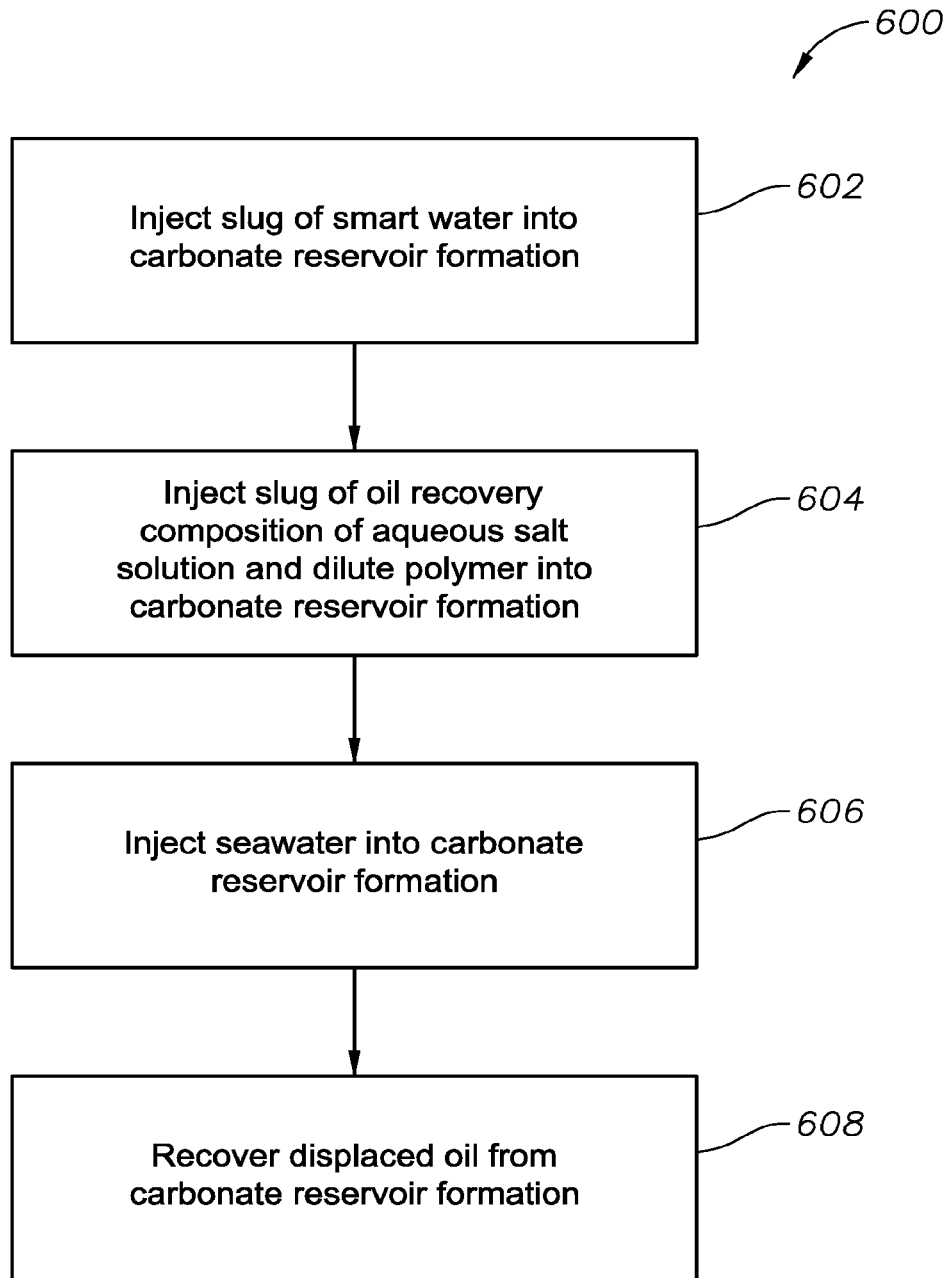 600
Inject slug of smart water into
carbonate reservoir formation
602
Inject slug of oil recovery
composition of aqueous salt
solution and dilute polymer into
carbonate reservoir formation
604
Inject seawater into carbonate
reservoir formation
606
Recover displaced oil from
carbonate reservoir formation
608